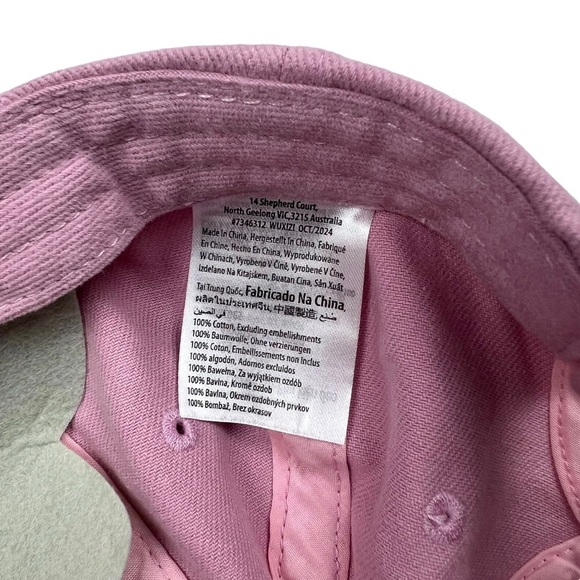 14 Shepherd Court,
North Geelong VIC,3215 Australia
#7346312 WUXIZI OCT/2024
Made In China, Hergestellt In China, Fabriqué
En Chine, Hecho En China, Wyprodukowane
W Chinach, Vyrobeno V Číně, Vyrobené V Číne,
Izdelano Na Kitajskem, Buatan Cina, Sản Xuất
Tại Trung Quốc, Fabricado Na China,
ผลิตในประเทศจีน, 中國製造, صُنِع
في الصين
100% Cotton, Excluding embellishments
100% Baumwolle, Ohne verzierungen
100% Coton, Embellissements non Inclus
100% algodón, Adornos excluidos
100% Bawełna, Za wyjątkiem ozdób
100% Bavlna, Kromě ozdob
100% Bavlna, Okrem ozdobných prvkov
100% Bombaž, Brez okrasov